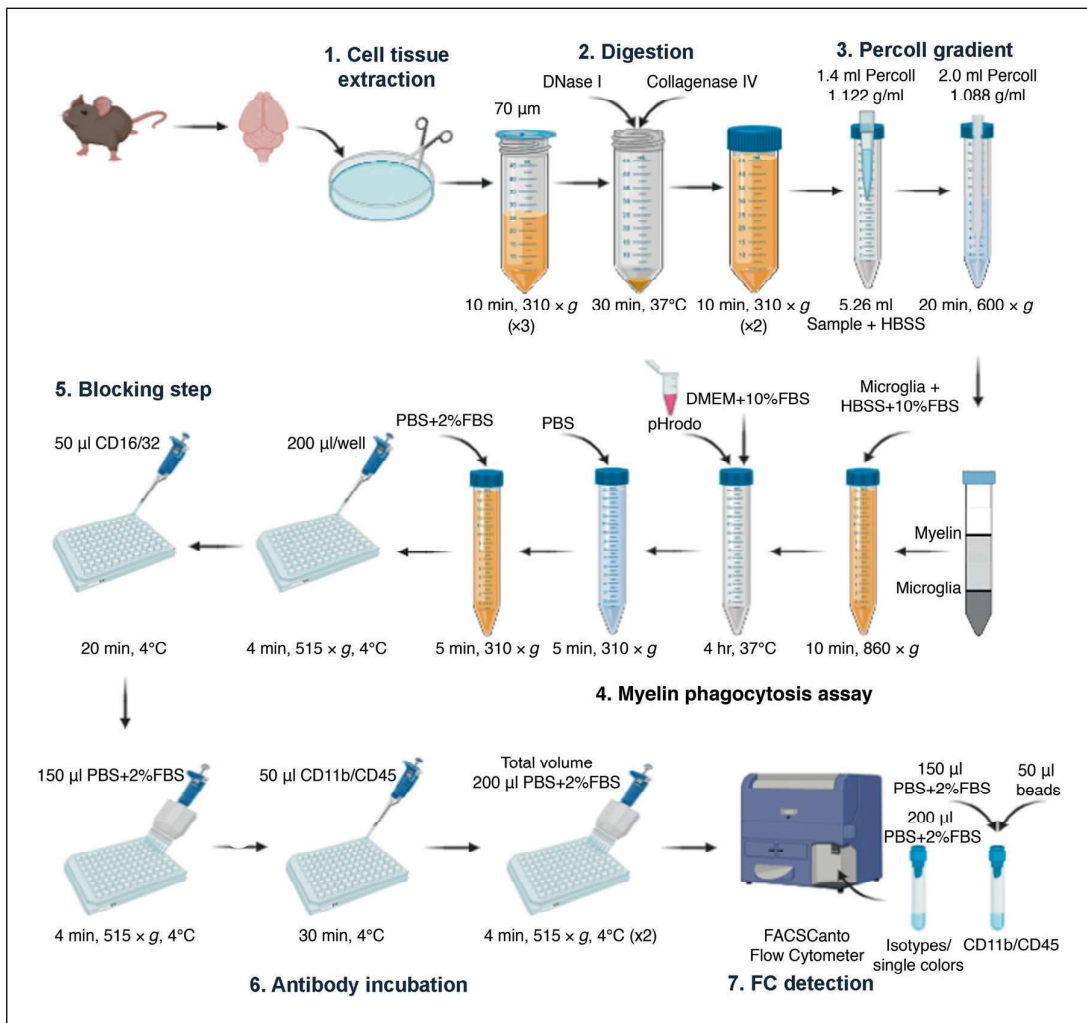 1. Cell tissue
extraction
2. Digestion
DNase I
Collagenase IV
70 µm
10 min, 310 × g
(×3)
30 min, 37°C
10 min, 310 × g
(×2)
3. Percoll gradient
1.4 ml Percoll
1.122 g/ml
2.0 ml Percoll
1.088 g/ml
5.26 ml
Sample + HBSS
20 min, 600 × g
Microglia +
HBSS+10%FBS
Myelin
Microglia
10 min, 860 × g
pHrodo
DMEM+10%FBS
4 hr, 37°C
PBS
5 min, 310 × g
PBS+2%FBS
5 min, 310 × g
4. Myelin phagocytosis assay
5. Blocking step
200 µl/well
4 min, 515 × g, 4°C
50 µl CD16/32
20 min, 4°C
150 µl PBS+2%FBS
4 min, 515 × g, 4°C
50 µl CD11b/CD45
30 min, 4°C
Total volume
200 µl PBS+2%FBS
4 min, 515 × g, 4°C (x2)
6. Antibody incubation
FACSCanto
Flow Cytometer
150 µl
PBS+2%FBS
50 µl
beads
200 µl
PBS+2%FBS
Isotypes/
single colors
CD11b/CD45
7. FC detection